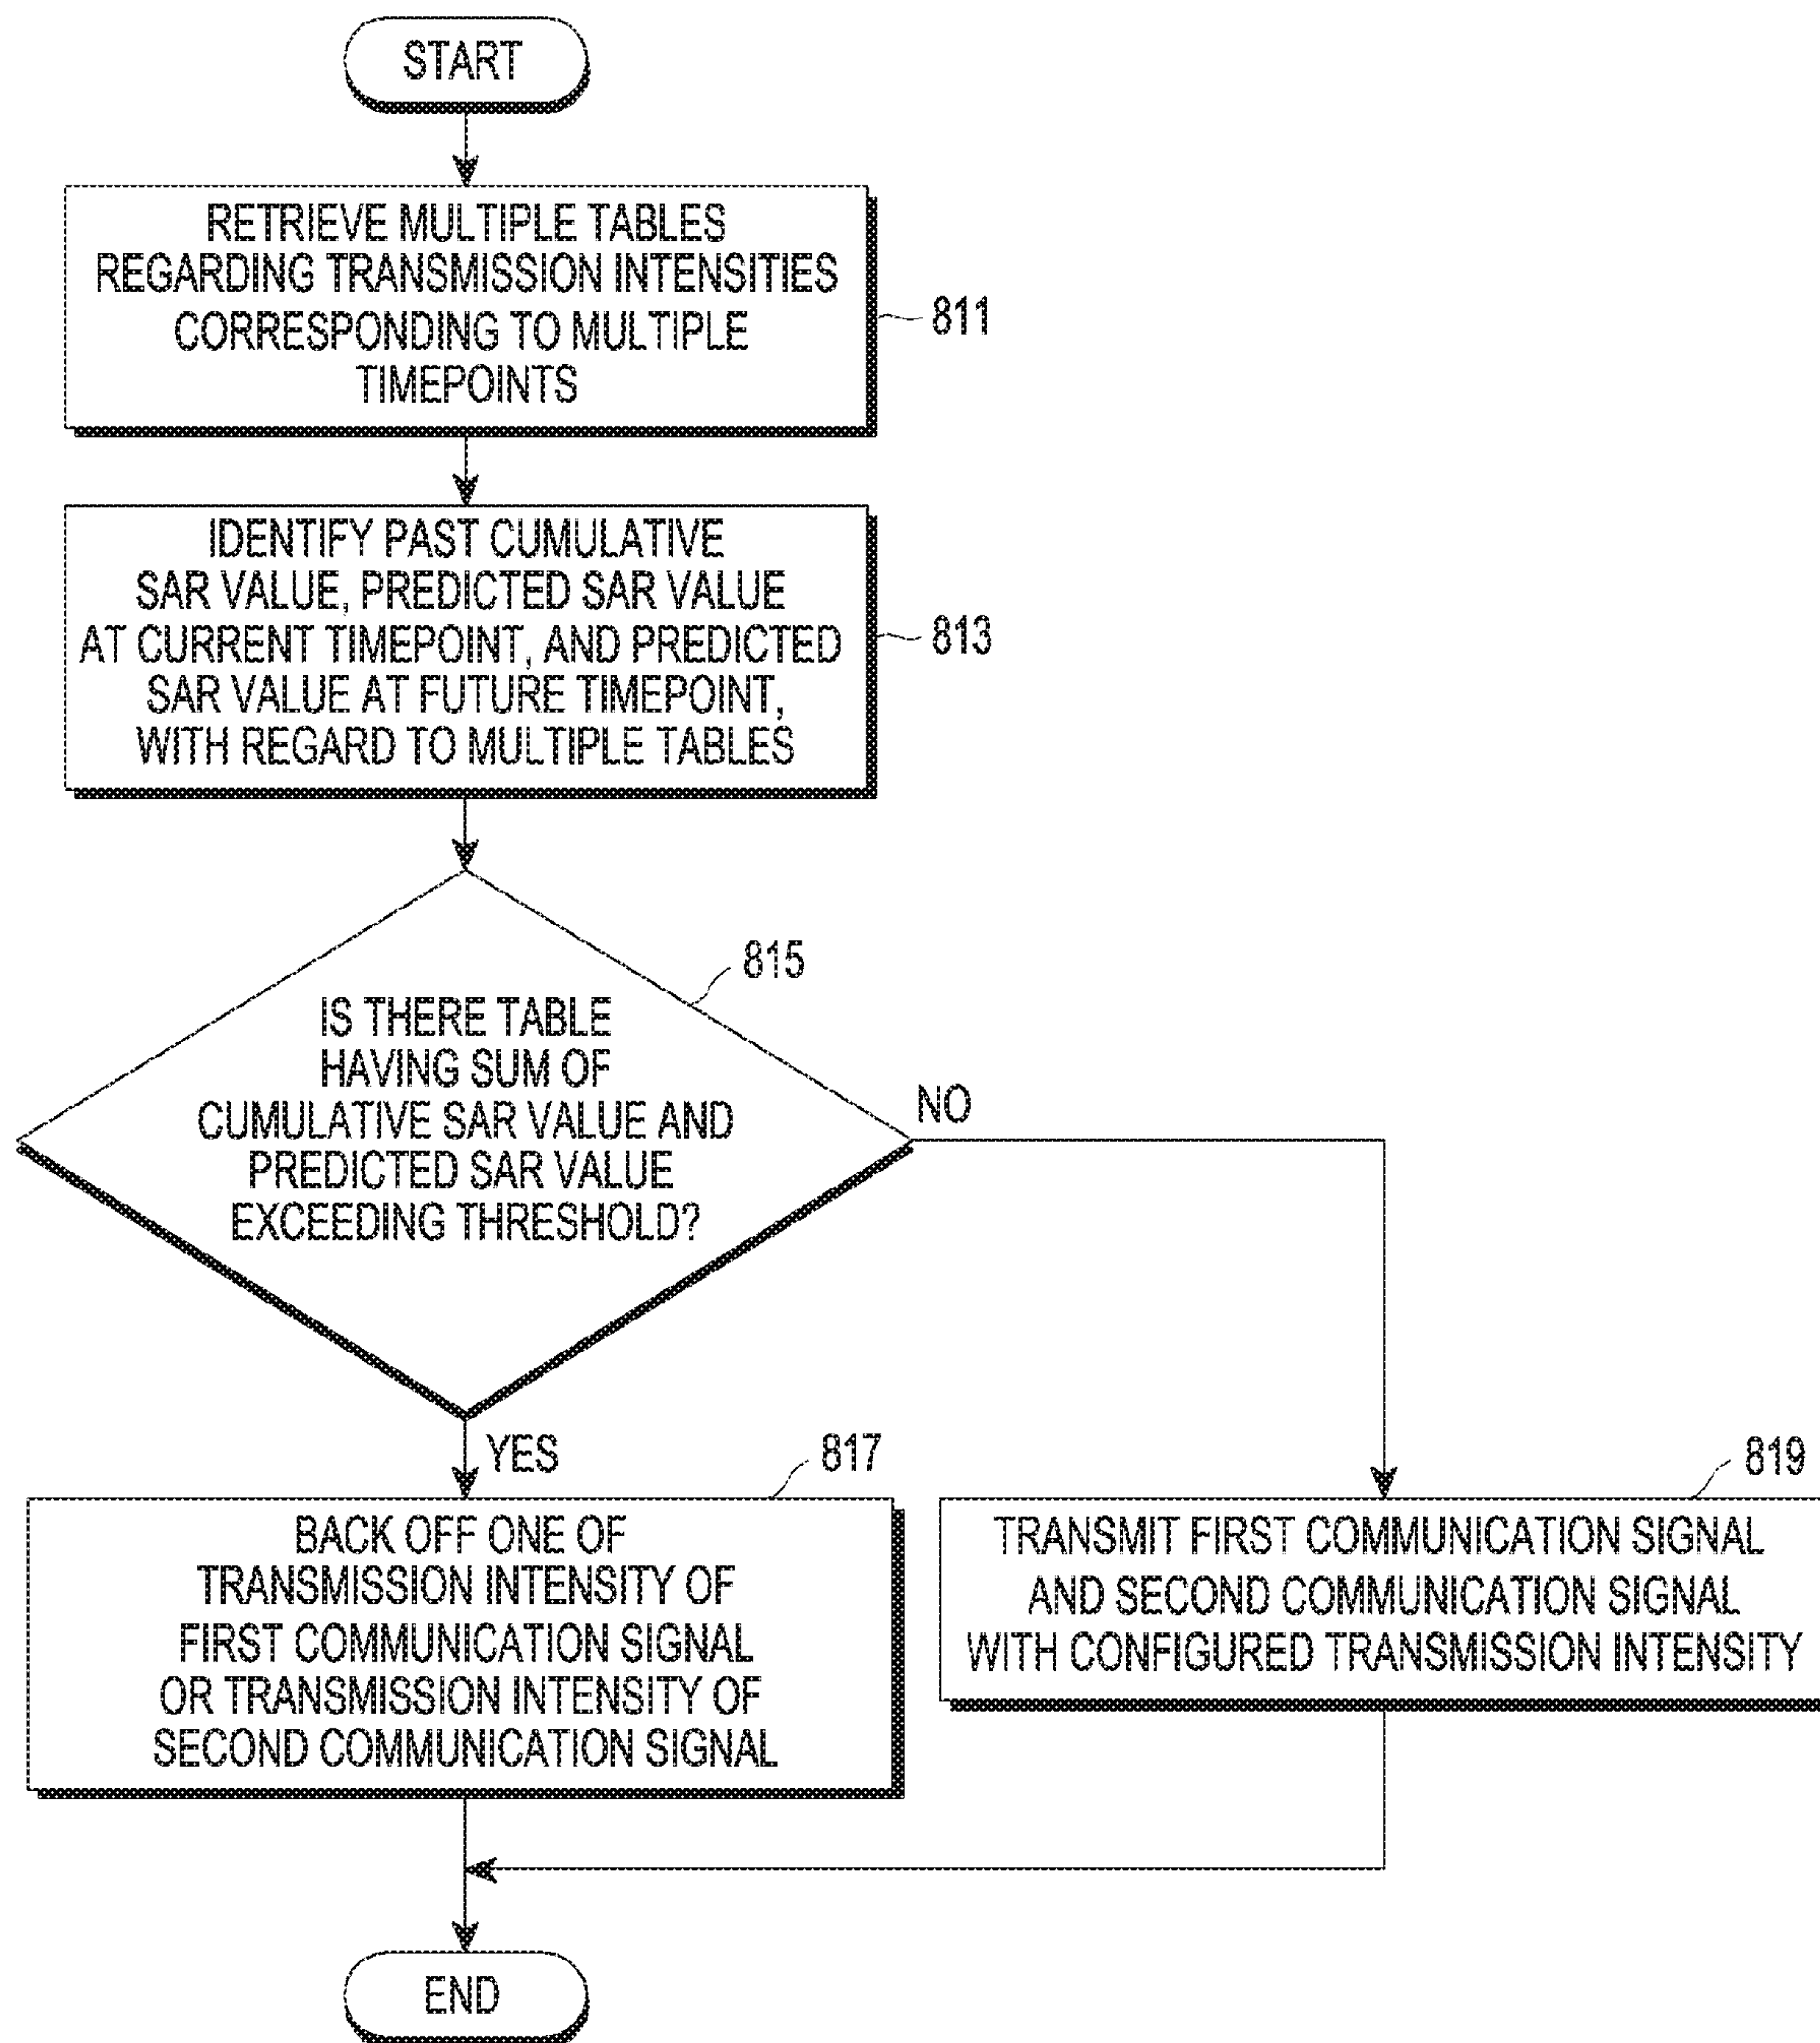 START
RETRIEVE MULTIPLE TABLES
REGARDING TRANSMISSION INTENSITIES
CORRESPONDING TO MULTIPLE
TIMEPOINTS
811
IDENTIFY PAST CUMULATIVE
SAR VALUE, PREDICTED SAR VALUE
AT CURRENT TIMEPOINT, AND PREDICTED
SAR VALUE AT FUTURE TIMEPOINT,
WITH REGARD TO MULTIPLE TABLES
813
815
IS THERE TABLE
HAVING SUM OF
CUMULATIVE SAR VALUE AND
PREDICTED SAR VALUE
EXCEEDING THRESHOLD?
NO
YES
817
BACK OFF ONE OF
TRANSMISSION INTENSITY OF
FIRST COMMUNICATION SIGNAL
OR TRANSMISSION INTENSITY OF
SECOND COMMUNICATION SIGNAL
819
TRANSMIT FIRST COMMUNICATION SIGNAL
AND SECOND COMMUNICATION SIGNAL
WITH CONFIGURED TRANSMISSION INTENSITY
END